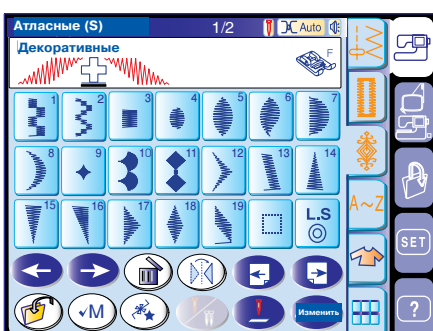 Атласные (S) 1/2 Auto
Декоративные F
1 2 3 4 5 6 7
8 9 10 11 12 13 14
15 16 17 18 19 L.S
A~Z
SET
√M Изменить ?